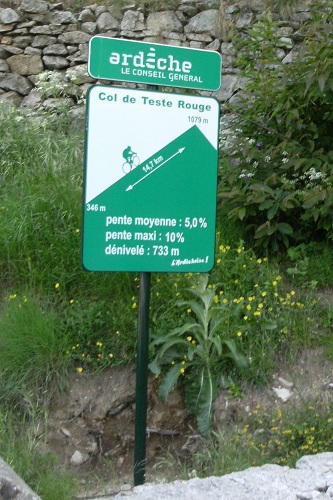 ardèche
LE CONSEIL GENERAL
Col de Teste Rouge
1079 m
14,7 km
346 m
pente moyenne : 5,0%
pente maxi : 10%
dénivelé : 733 m
L'Ardéchoise !